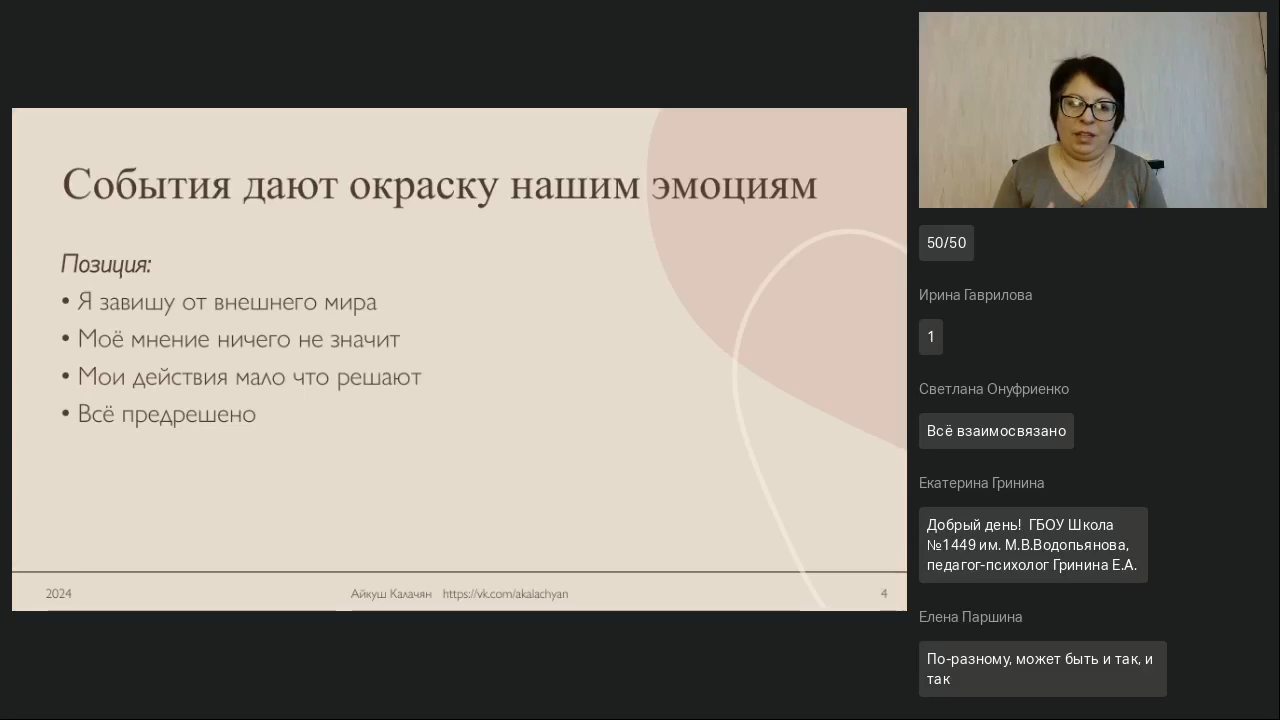 События дают окраску нашим эмоциям
Позиция:
• Я завишу от внешнего мира
• Моё мнение ничего не значит
• Мои действия мало что решают
• Всё предрешено
2024
Айкуш Калачян https://vk.com/akalachyan
4
50/50
Ирина Гаврилова
1
Светлана Онуфриенко
Всё взаимосвязано
Екатерина Гринина
Добрый день! ГБОУ Школа
№1449 им. М.В.Водопьянова,
педагог-психолог Гринина Е.А.
Елена Паршина
По-разному, может быть и так, и
так